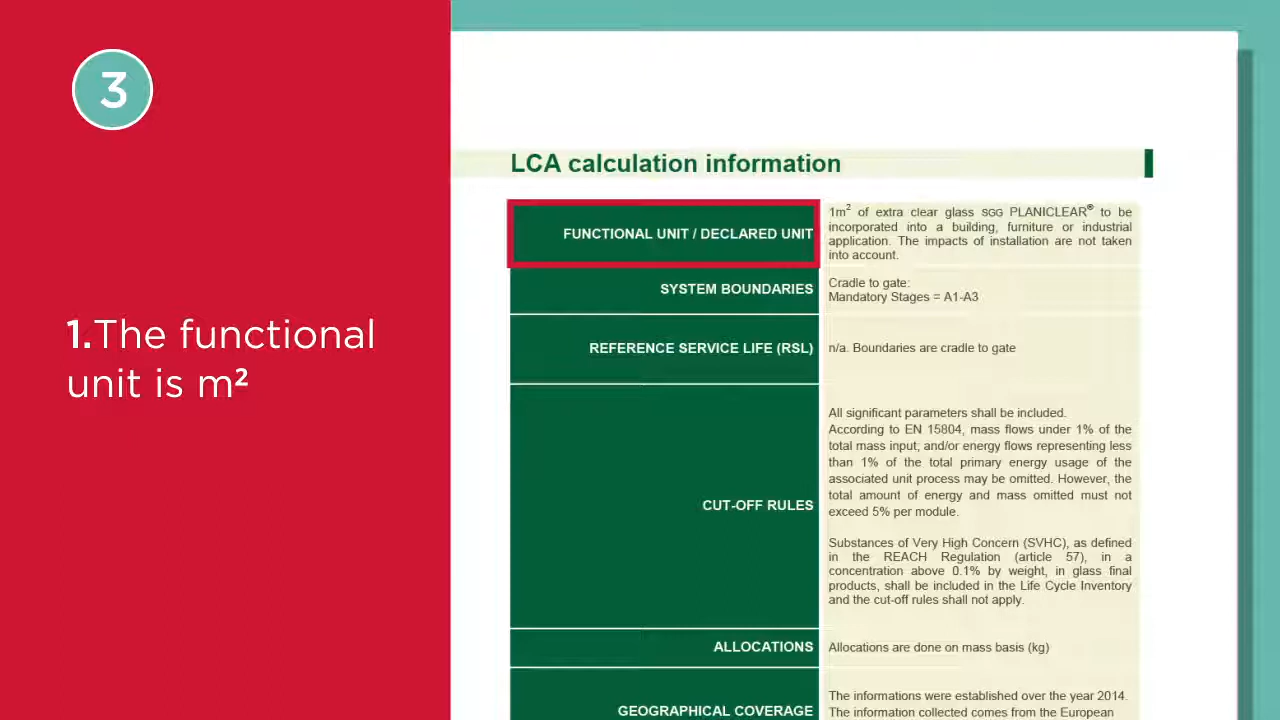 3
1.The functional
unit is m²
LCA calculation information
FUNCTIONAL UNIT / DECLARED UNIT
1m² of extra clear glass SGG PLANICLEAR® to be
incorporated into a building, furniture or industrial
application. The impacts of installation are not taken
into account.
SYSTEM BOUNDARIES
Cradle to gate:
Mandatory Stages = A1-A3
REFERENCE SERVICE LIFE (RSL)
n/a. Boundaries are cradle to gate
CUT-OFF RULES
All significant parameters shall be included.
According to EN 15804, mass flows under 1% of the
total mass input; and/or energy flows representing less
than 1% of the total primary energy usage of the
associated unit process may be omitted. However, the
total amount of energy and mass omitted must not
exceed 5% per module.
Substances of Very High Concern (SVHC), as defined
in the REACH Regulation (article 57), in a
concentration above 0.1% by weight, in glass final
products, shall be included in the Life Cycle Inventory
and the cut-off rules shall not apply.
ALLOCATIONS
Allocations are done on mass basis (kg)
GEOGRAPHICAL COVERAGE
The informations were established over the year 2014.
The information collected comes from the European